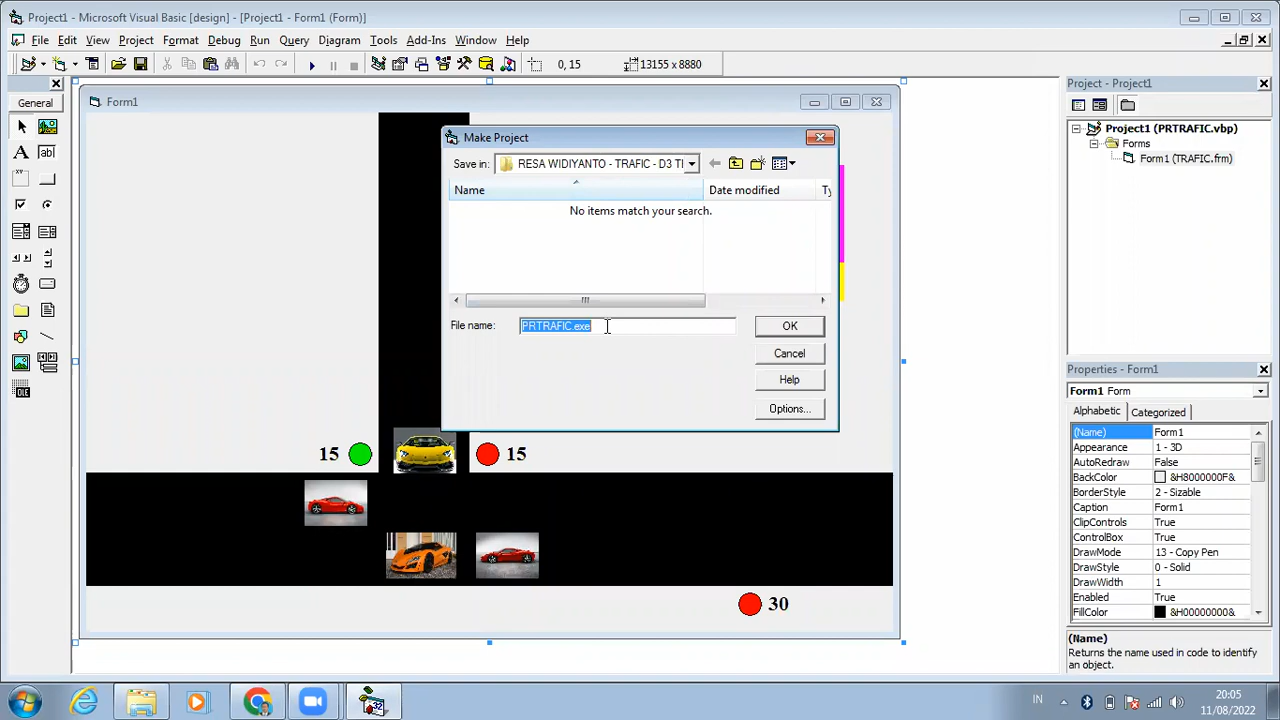 Project1 - Microsoft Visual Basic [design] - [Project1 - Form1 (Form)]
File Edit View Project Format Debug Run Query Diagram Tools Add-Ins Window Help
0, 15
13155 x 8880
General
Form1
Make Project
Save in: RESA WIDIYANTO - TRAFIC - D3 TI
Name
Date modified
Ty
No items match your search.
File name: PRTRAFIC.exe
OK
Cancel
Help
Options...
15
15
30
Project - Project1
Project1 (PRTRAFIC.vbp)
Forms
Form1 (TRAFIC.frm)
Properties - Form1
Form1 Form
Alphabetic Categorized
(Name) Form1
Appearance 1 - 3D
AutoRedraw False
BackColor &H8000000F&
BorderStyle 2 - Sizable
Caption Form1
ClipControls True
ControlBox True
DrawMode 13 - Copy Pen
DrawStyle 0 - Solid
DrawWidth 1
Enabled True
FillColor &H00000000&
(Name)
Returns the name used in code to identify
an object.
IN
20:05
11/08/2022